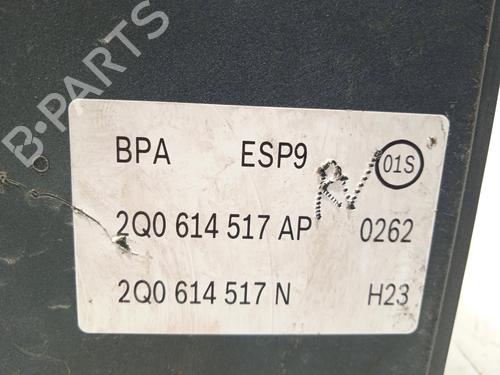 B-PARTS
BPA ESP9 01S
2Q0 614 517 AP 0262
2Q0 614 517 N H23